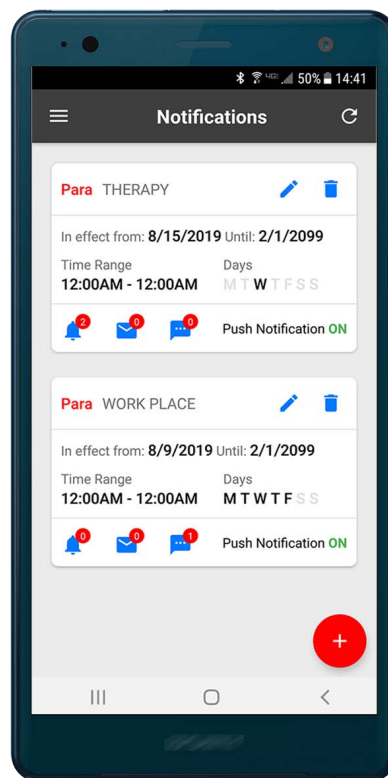 4G 50% 14:41
Notifications
Para THERAPY
In effect from: 8/15/2019 Until: 2/1/2099
Time Range Days
12:00AM - 12:00AM M T W T F S S
2 0 0 Push Notification ON
Para WORK PLACE
In effect from: 8/9/2019 Until: 2/1/2099
Time Range Days
12:00AM - 12:00AM M T W T F S S
0 0 1 Push Notification ON
+